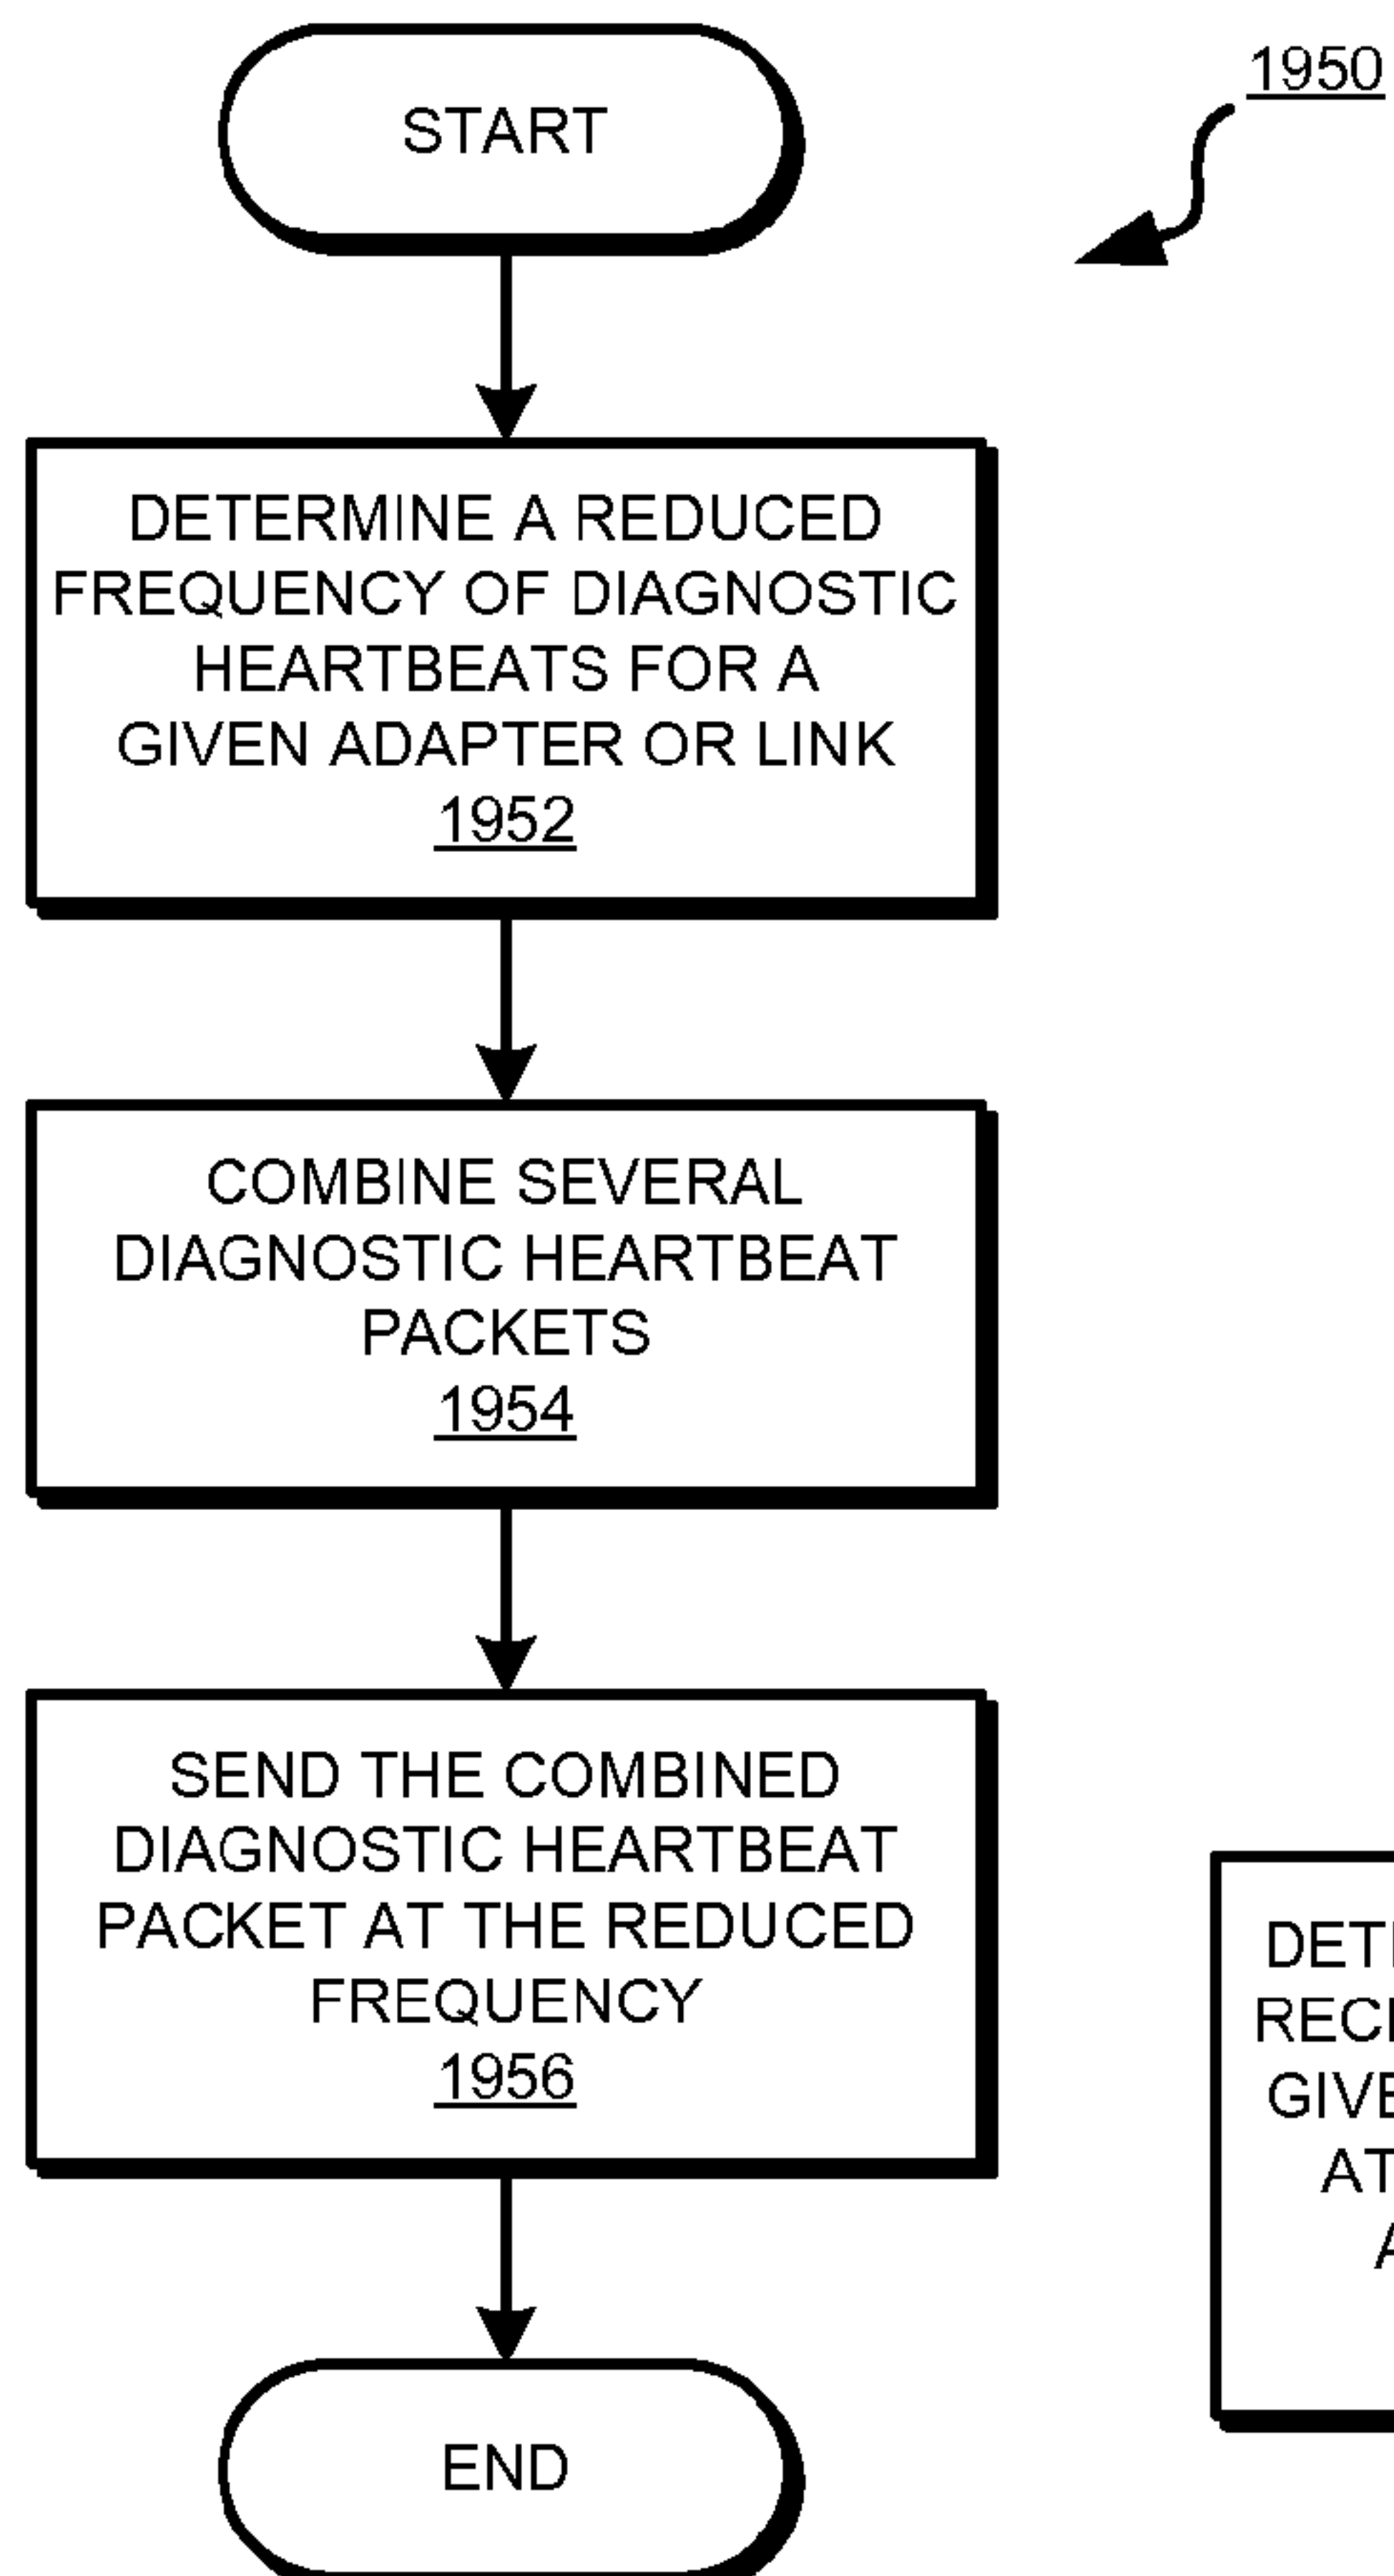 1950
START
DETERMINE A REDUCED
FREQUENCY OF DIAGNOSTIC
HEARTBEATS FOR A
GIVEN ADAPTER OR LINK
1952
COMBINE SEVERAL
DIAGNOSTIC HEARTBEAT
PACKETS
1954
SEND THE COMBINED
DIAGNOSTIC HEARTBEAT
PACKET AT THE REDUCED
FREQUENCY
1956
END